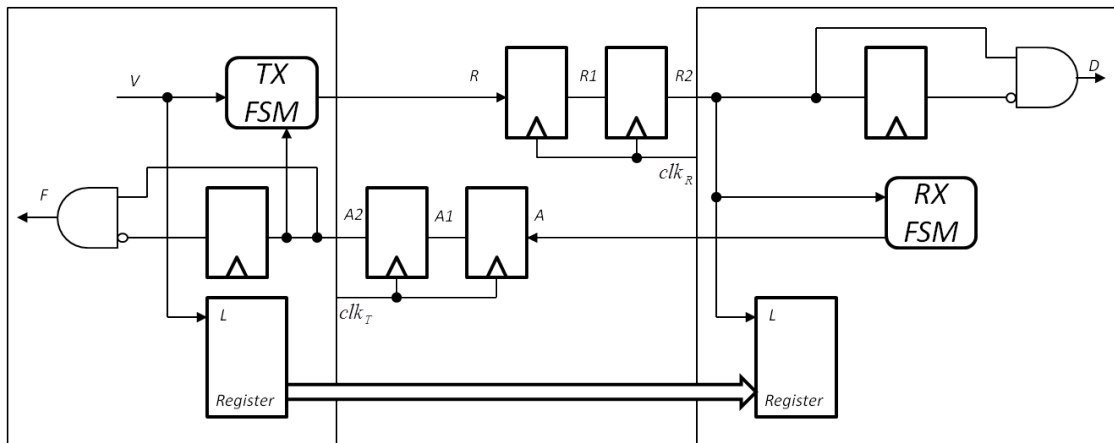 V
TX
FSM
R
R1
R2
D
clk_R
F
A2
A1
A
RX
FSM
clk_T
L
Register
L
Register